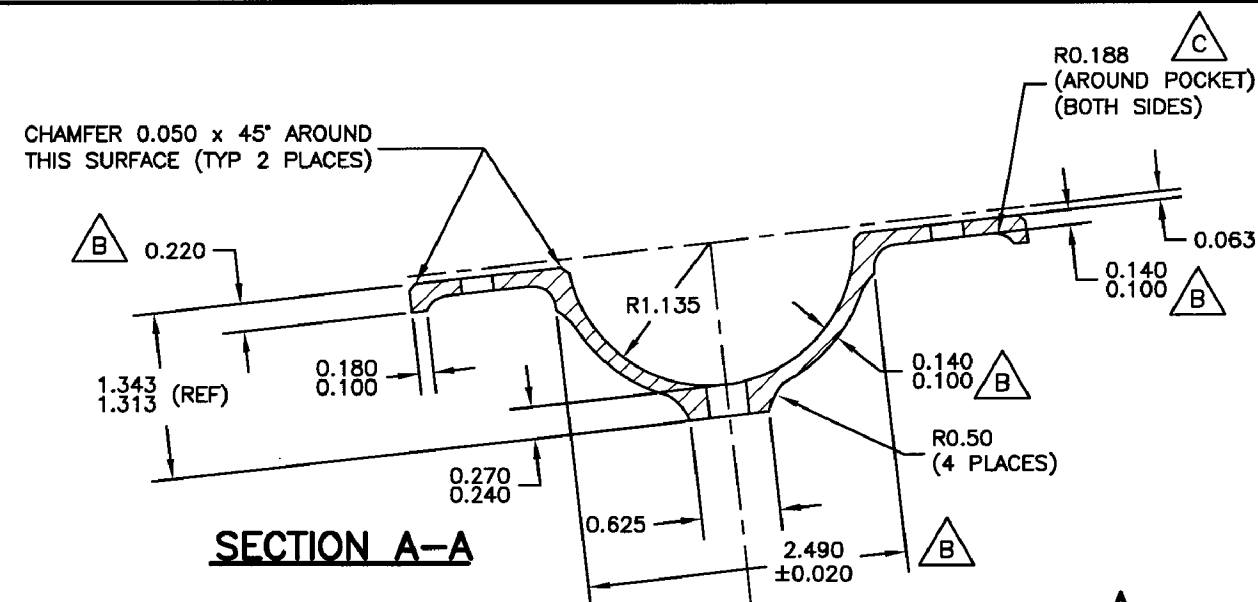 C
R0.188
(AROUND POCKET)
(BOTH SIDES)
CHAMFER 0.050 x 45° AROUND
THIS SURFACE (TYP 2 PLACES)
B 0.220
0.063
0.140
0.100 B
R1.135
0.180
0.100
1.343
1.313 (REF)
0.140
0.100 B
R0.50
(4 PLACES)
0.270
0.240
0.625
2.490
±0.020
B
SECTION A-A
A